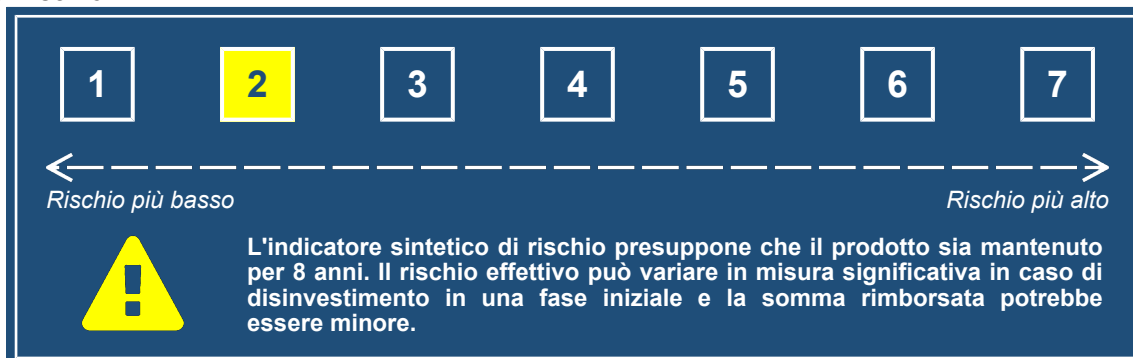 1 2 3 4 5 6 7
Rischio più basso Rischio più alto
L'indicatore sintetico di rischio presuppone che il prodotto sia mantenuto
per 8 anni. Il rischio effettivo può variare in misura significativa in caso di
disinvestimento in una fase iniziale e la somma rimborsata potrebbe
essere minore.